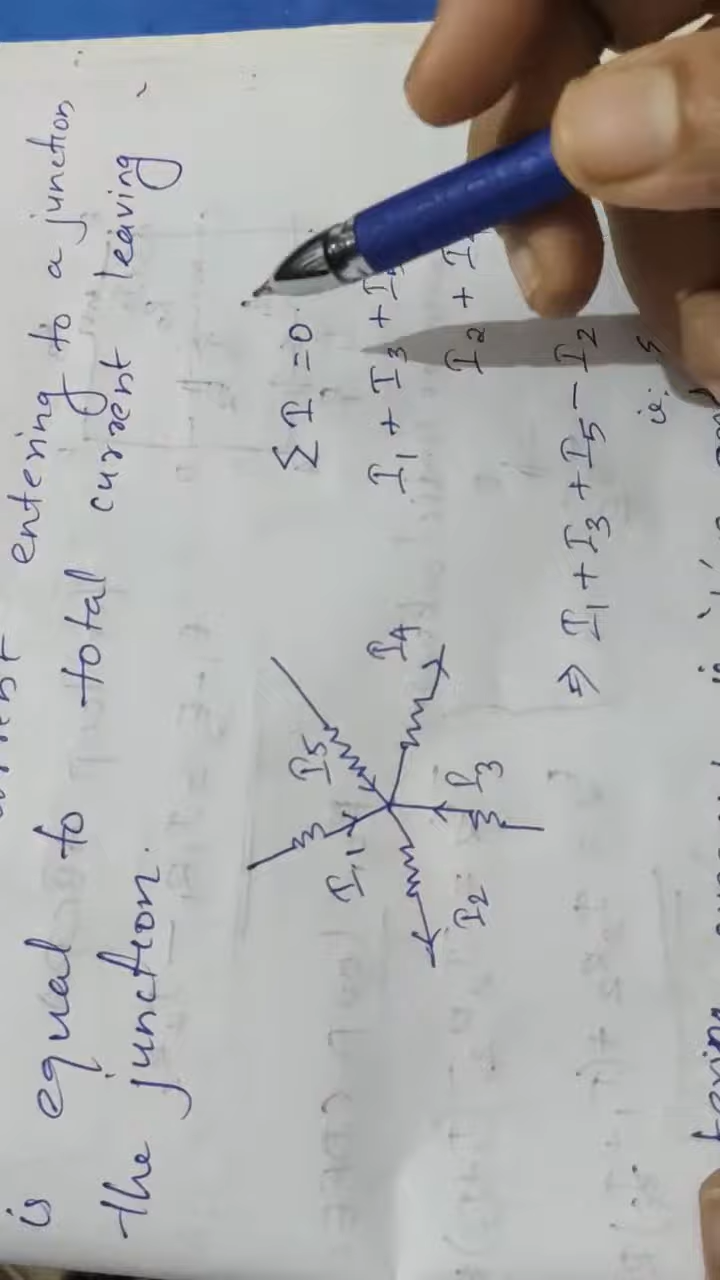 entering to a junction
is equal to total current leaving
the junction.
∑ I = 0
I₁ + I₃ + I
I₂ + I
⇒ I₁ + I₃ + I₅ - I₂
ie.
I₁
I₅
I₄
I₃
I₂